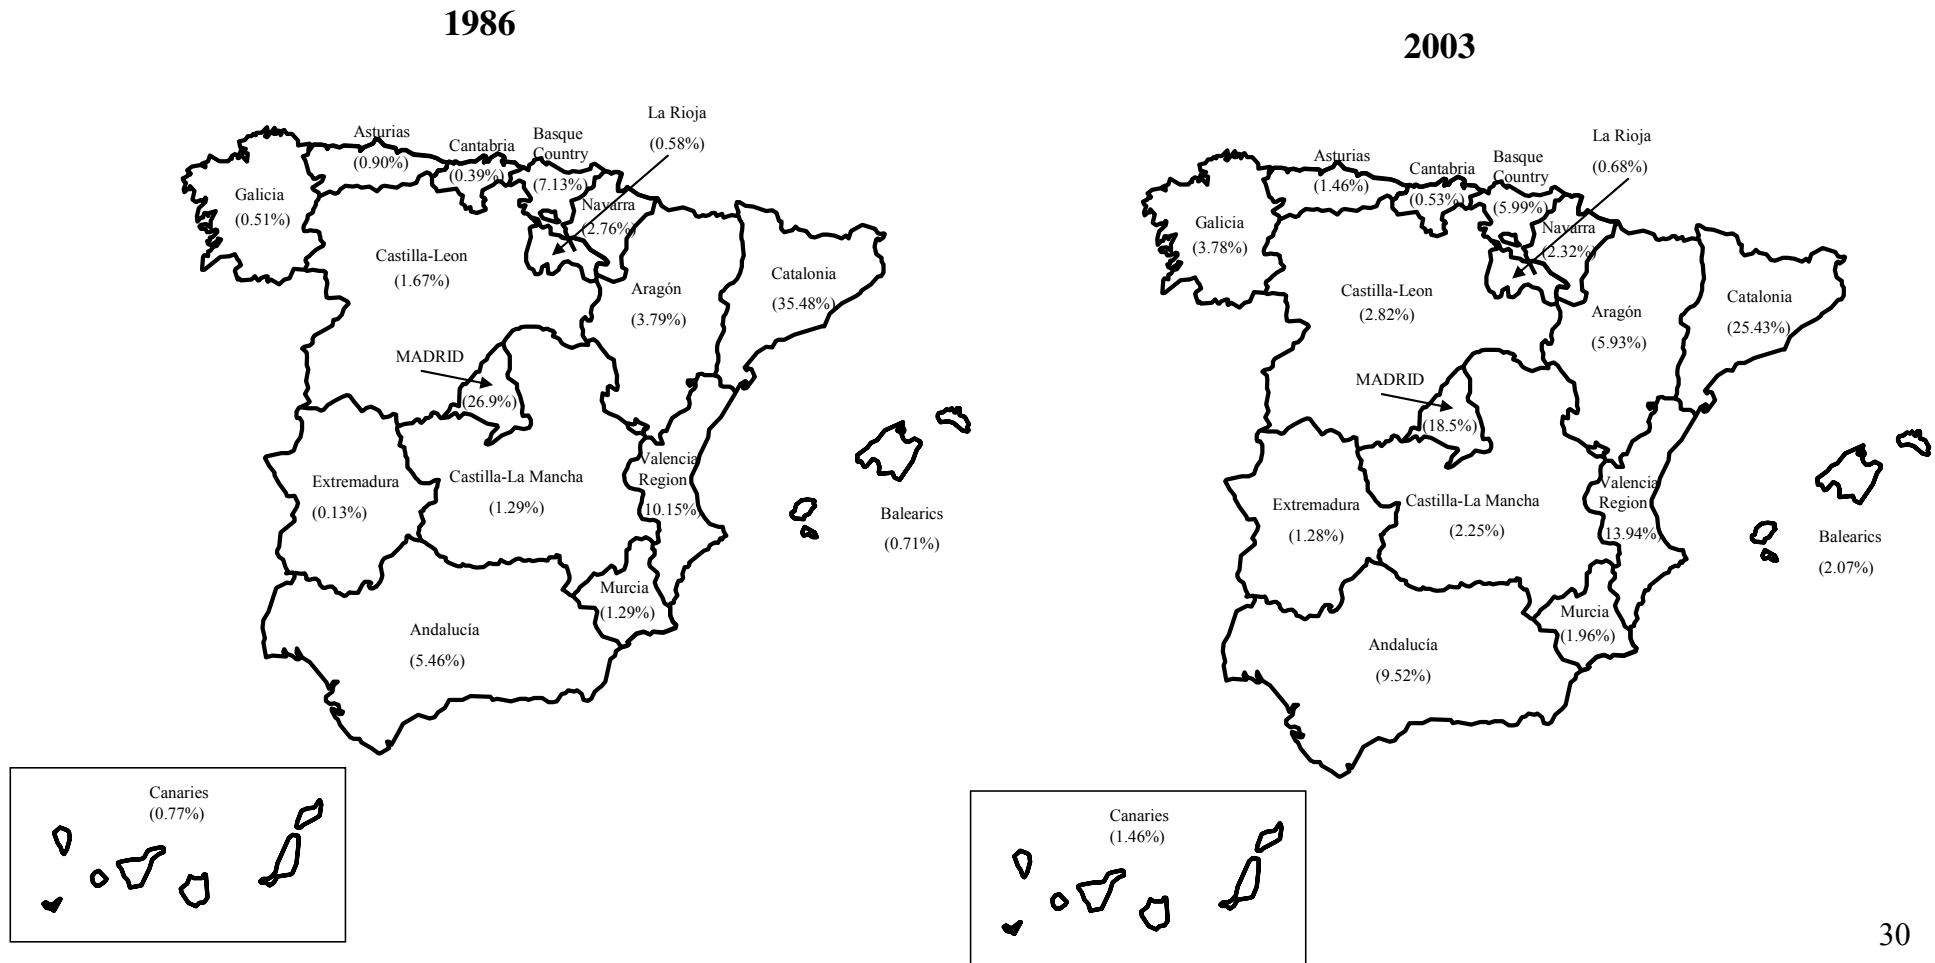 1986
La Rioja
(0.58%)
Asturias
(0.90%)
Cantabria
(0.39%)
Basque
Country
(7.13%)
Navarra
(2.76%)
Galicia
(0.51%)
Castilla-Leon
(1.67%)
Aragón
(3.79%)
Catalonia
(35.48%)
MADRID
(26.9%)
Extremadura
(0.13%)
Castilla-La Mancha
(1.29%)
Valencia
Region
10.15%)
Balearics
(0.71%)
Murcia
(1.29%)
Andalucía
(5.46%)
Canaries
(0.77%)
2003
La Rioja
(0.68%)
Asturias
(1.46%)
Cantabria
(0.53%)
Basque
Country
(5.99%)
Navarra
(2.32%)
Galicia
(3.78%)
Castilla-Leon
(2.82%)
Aragón
(5.93%)
Catalonia
(25.43%)
MADRID
(18.5%)
Extremadura
(1.28%)
Castilla-La Mancha
(2.25%)
Valencia
Region
(13.94%)
Balearics
(2.07%)
Murcia
(1.96%)
Andalucía
(9.52%)
Canaries
(1.46%)
30